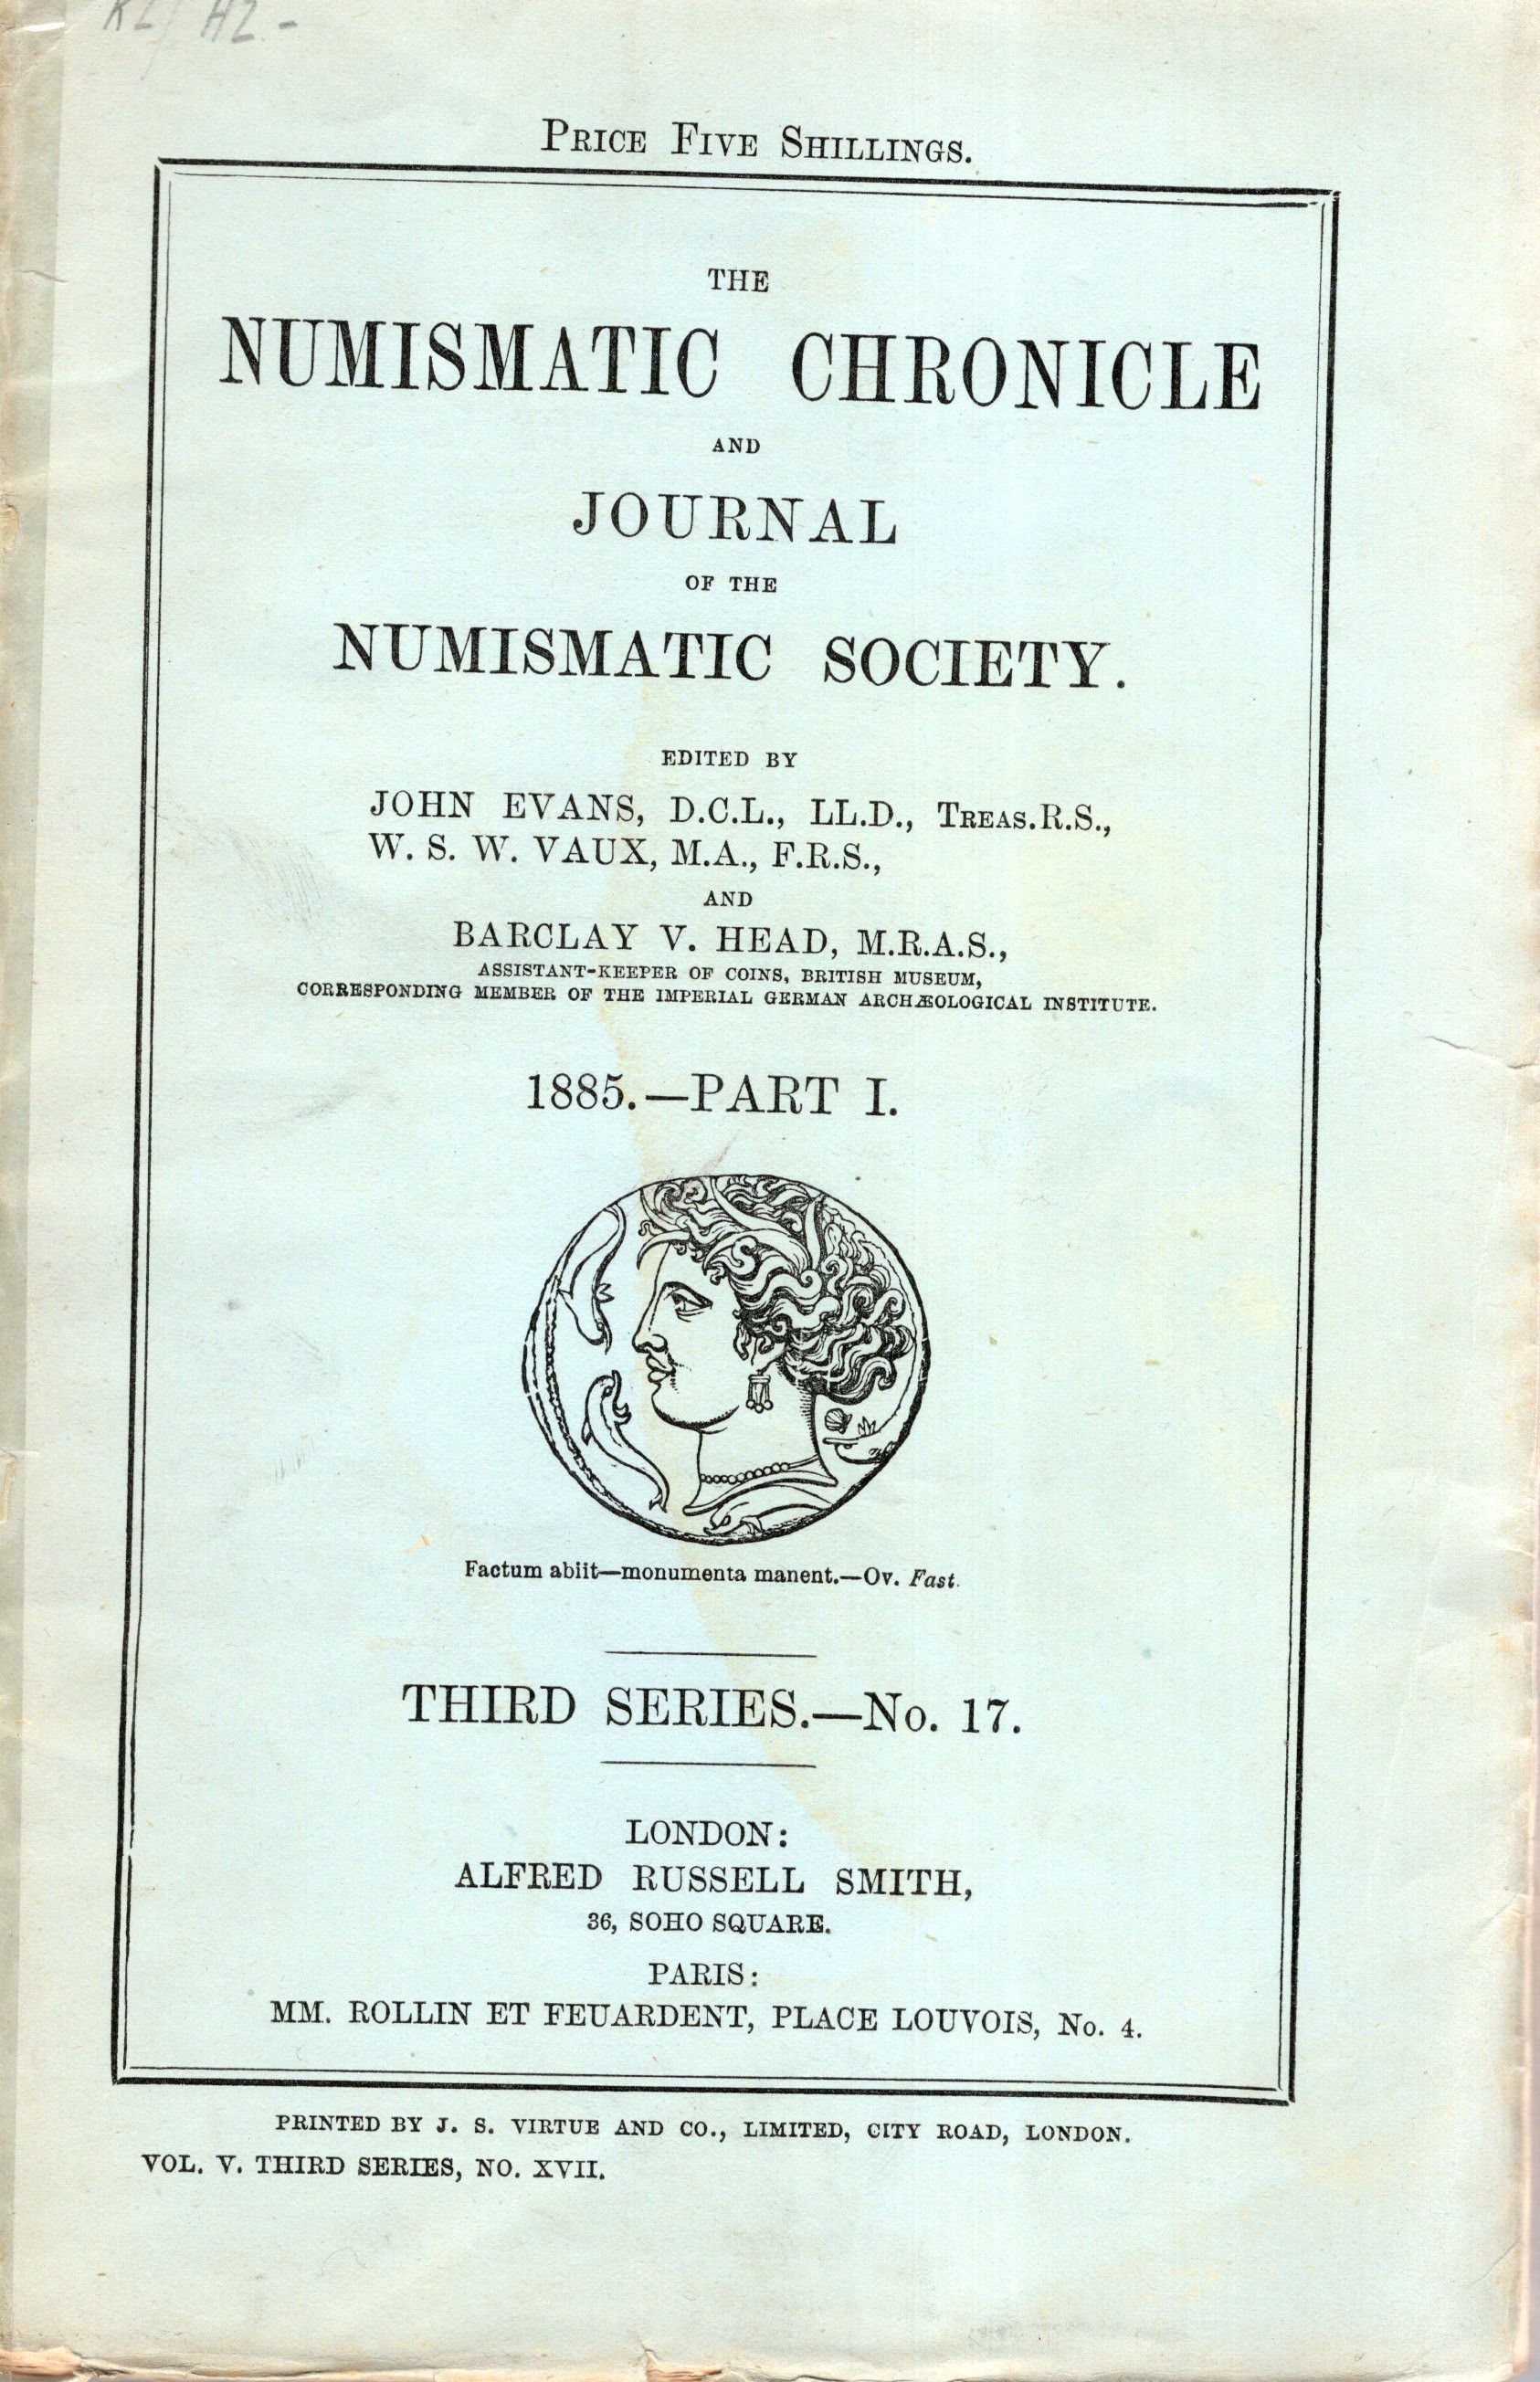 PRICE FIVE SHILLINGS.
THE
NUMISMATIC CHRONICLE
AND
JOURNAL
OF THE
NUMISMATIC SOCIETY.
EDITED BY
JOHN EVANS, D.C.L., LL.D., TREAS.R.S.,
W. S. W. VAUX, M.A., F.R.S.,
AND
BARCLAY V. HEAD, M.R.A.S.,
ASSISTANT-KEEPER OF COINS, BRITISH MUSEUM,
CORRESPONDING MEMBER OF THE IMPERIAL GERMAN ARCHÆOLOGICAL INSTITUTE.
1885.—PART I.
Factum abiit—monumenta manent.—Ov. Fast.
THIRD SERIES.—No. 17.
LONDON:
ALFRED RUSSELL SMITH,
36, SOHO SQUARE.
PARIS:
MM. ROLLIN ET FEUARDENT, PLACE LOUVOIS, No. 4.
PRINTED BY J. S. VIRTUE AND CO., LIMITED, CITY ROAD, LONDON.
VOL. V. THIRD SERIES, NO. XVII.